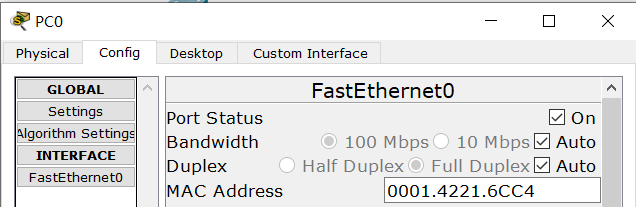 PC0
Physical Config Desktop Custom Interface
GLOBAL
Settings
Algorithm Settings
INTERFACE
FastEthernet0
FastEthernet0
Port Status On
Bandwidth 100 Mbps 10 Mbps Auto
Duplex Half Duplex Full Duplex Auto
MAC Address 0001.4221.6CC4